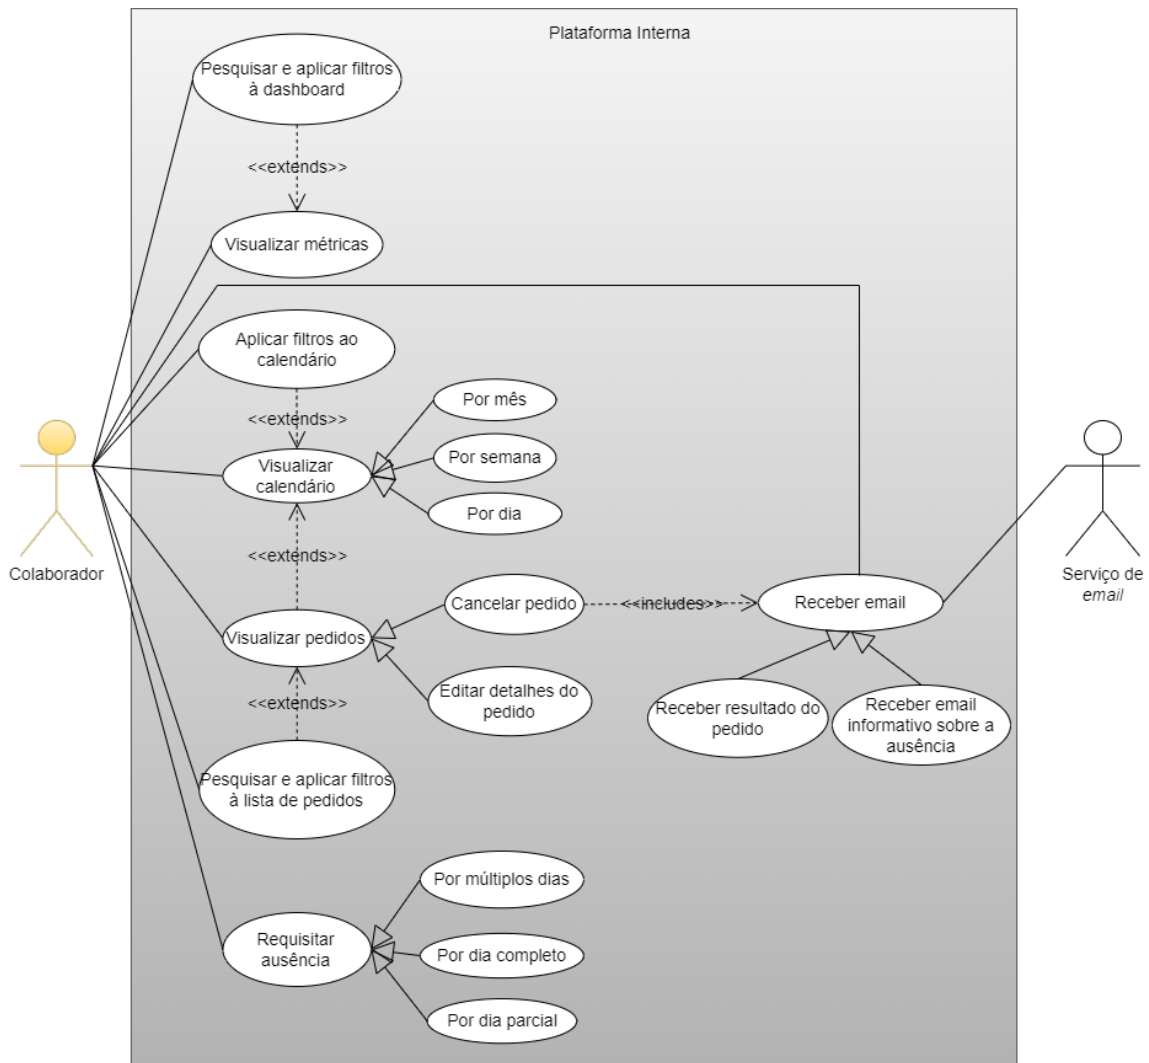 Plataforma Interna
Pesquisar e aplicar filtros
à dashboard
<<extends>>
Visualizar métricas
Aplicar filtros ao
calendário
<<extends>>
Visualizar
calendário
Por mês
Por semana
Por dia
Colaborador
<<extends>>
Visualizar pedidos
Cancelar pedido
<<includes>>
Receber email
Serviço de
email
Editar detalhes do
pedido
<<extends>>
Receber resultado do
pedido
Receber email
informativo sobre a
ausência
Pesquisar e aplicar filtros
à lista de pedidos
Requisitar
ausência
Por múltiplos dias
Por dia completo
Por dia parcial